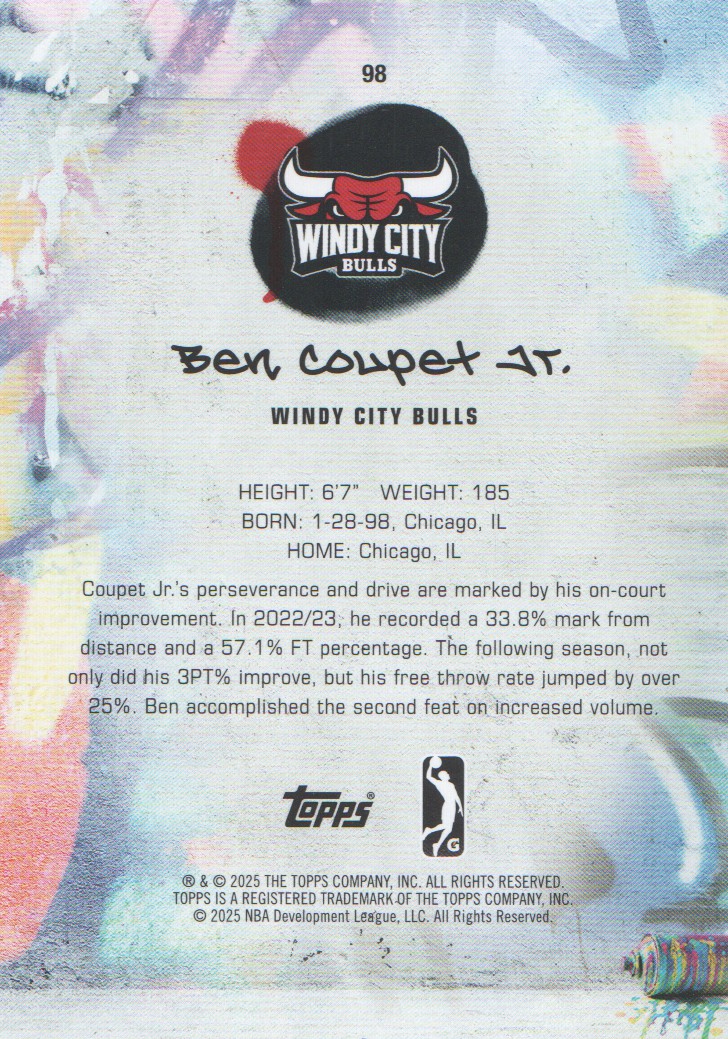 98
WINDY CITY
BULLS
Ben Coupet Jr.
WINDY CITY BULLS
HEIGHT: 6'7" WEIGHT: 185
BORN: 1-28-98, Chicago, IL
HOME: Chicago, IL
Coupet Jr.'s perseverance and drive are marked by his on-court
improvement. In 2022/23, he recorded a 33.8% mark from
distance and a 57.1% FT percentage. The following season, not
only did his 3PT% improve, but his free throw rate jumped by over
25%. Ben accomplished the second feat on increased volume.
topps®
G
® & © 2025 THE TOPPS COMPANY, INC. ALL RIGHTS RESERVED.
TOPPS IS A REGISTERED TRADEMARK OF THE TOPPS COMPANY, INC.
© 2025 NBA Development League, LLC. All Rights Reserved.